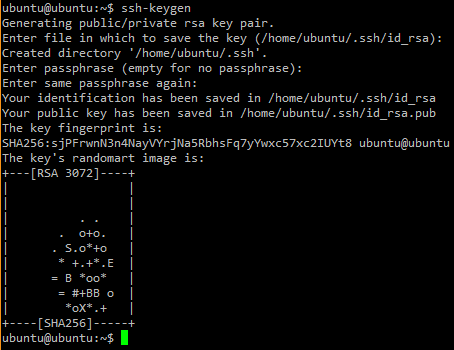 ubuntu@ubuntu:~$ ssh-keygen
Generating public/private rsa key pair.
Enter file in which to save the key (/home/ubuntu/.ssh/id_rsa):
Created directory '/home/ubuntu/.ssh'.
Enter passphrase (empty for no passphrase):
Enter same passphrase again:
Your identification has been saved in /home/ubuntu/.ssh/id_rsa
Your public key has been saved in /home/ubuntu/.ssh/id_rsa.pub
The key fingerprint is:
SHA256:sjPFrwnN3n4NayVYrjNa5RbhsFq7yYwxc57xc2IUYt8 ubuntu@ubuntu
The key's randomart image is:
+---[RSA 3072]----+
|                 |
|                 |
|          . .    |
|       .  o+o.   |
|      . S.o*+o   |
|       * +.+*.E  |
|      = B *oo*   |
|       = #+BB o  |
|        *oX*.+   |
+----[SHA256]-----+
ubuntu@ubuntu:~$